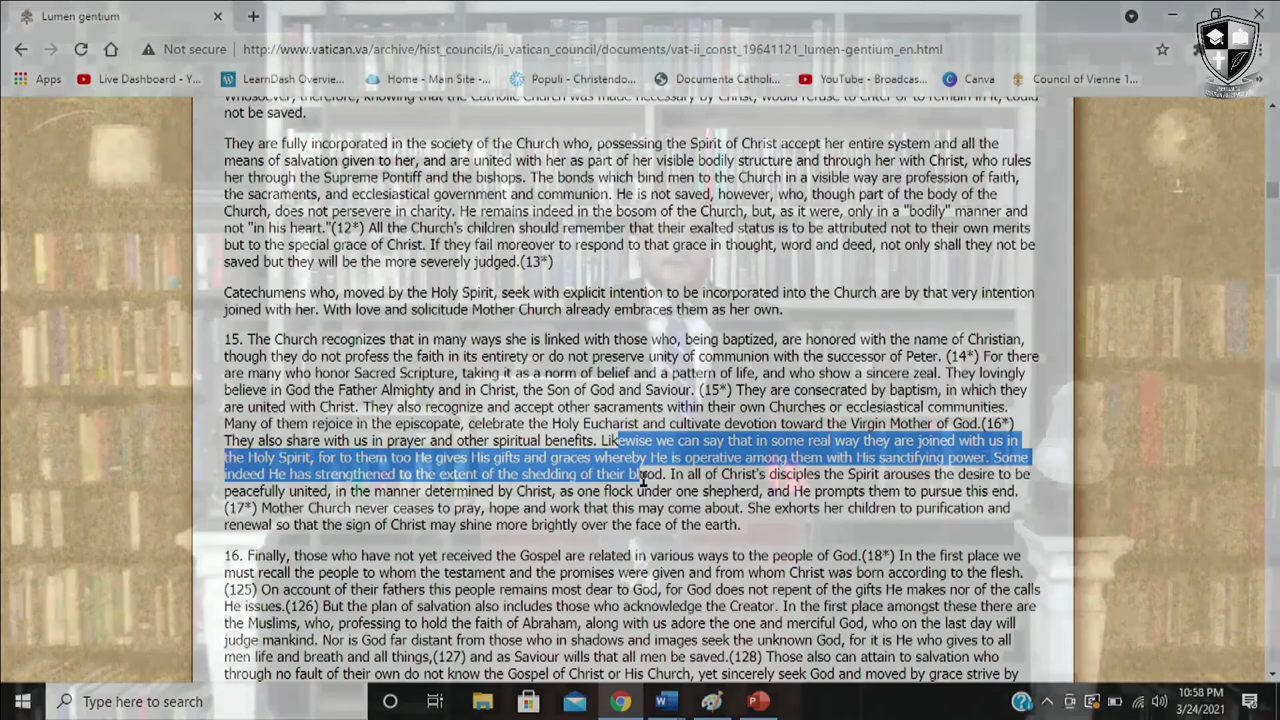 Lumen gentium
Not secure
http://www.vatican.va/archive/hist_councils/ii_vatican_council/documents/vat-ii_const_19641121_lumen-gentium_en.html
Apps
Live Dashboard - Y...
LearnDash Overvie...
Home - Main Site -...
Populi - Christendo...
Documenta Catholi...
YouTube - Broadcas...
Canva
Council of Vienne 1...
Whosoever, therefore, knowing that the Catholic Church was made necessary by Christ, would refuse to enter or to remain in it, could
not be saved.
They are fully incorporated in the society of the Church who, possessing the Spirit of Christ accept her entire system and all the
means of salvation given to her, and are united with her as part of her visible bodily structure and through her with Christ, who rules
her through the Supreme Pontiff and the bishops. The bonds which bind men to the Church in a visible way are profession of faith,
the sacraments, and ecclesiastical government and communion. He is not saved, however, who, though part of the body of the
Church, does not persevere in charity. He remains indeed in the bosom of the Church, but, as it were, only in a "bodily" manner and
not "in his heart."(12*) All the Church's children should remember that their exalted status is to be attributed not to their own merits
but to the special grace of Christ. If they fail moreover to respond to that grace in thought, word and deed, not only shall they not be
saved but they will be the more severely judged.(13*)
Catechumens who, moved by the Holy Spirit, seek with explicit intention to be incorporated into the Church are by that very intention
joined with her. With love and solicitude Mother Church already embraces them as her own.
15. The Church recognizes that in many ways she is linked with those who, being baptized, are honored with the name of Christian,
though they do not profess the faith in its entirety or do not preserve unity of communion with the successor of Peter. (14*) For there
are many who honor Sacred Scripture, taking it as a norm of belief and a pattern of life, and who show a sincere zeal. They lovingly
believe in God the Father Almighty and in Christ, the Son of God and Saviour. (15*) They are consecrated by baptism, in which they
are united with Christ. They also recognize and accept other sacraments within their own Churches or ecclesiastical communities.
Many of them rejoice in the episcopate, celebrate the Holy Eucharist and cultivate devotion toward the Virgin Mother of God.(16*)
They also share with us in prayer and other spiritual benefits. Likewise we can say that in some real way they are joined with us in
the Holy Spirit, for to them too He gives His gifts and graces whereby He is operative among them with His sanctifying power. Some
indeed He has strengthened to the extent of the shedding of their blood. In all of Christ's disciples the Spirit arouses the desire to be
peacefully united, in the manner determined by Christ, as one flock under one shepherd, and He prompts them to pursue this end.
(17*) Mother Church never ceases to pray, hope and work that this may come about. She exhorts her children to purification and
renewal so that the sign of Christ may shine more brightly over the face of the earth.
16. Finally, those who have not yet received the Gospel are related in various ways to the people of God.(18*) In the first place we
must recall the people to whom the testament and the promises were given and from whom Christ was born according to the flesh.
(125) On account of their fathers this people remains most dear to God, for God does not repent of the gifts He makes nor of the calls
He issues.(126) But the plan of salvation also includes those who acknowledge the Creator. In the first place amongst these there are
the Muslims, who, professing to hold the faith of Abraham, along with us adore the one and merciful God, who on the last day will
judge mankind. Nor is God far distant from those who in shadows and images seek the unknown God, for it is He who gives to all
men life and breath and all things,(127) and as Saviour wills that all men be saved.(128) Those also can attain to salvation who
through no fault of their own do not know the Gospel of Christ or His Church, yet sincerely seek God and moved by grace strive by
Type here to search
10:58 PM
3/24/2021